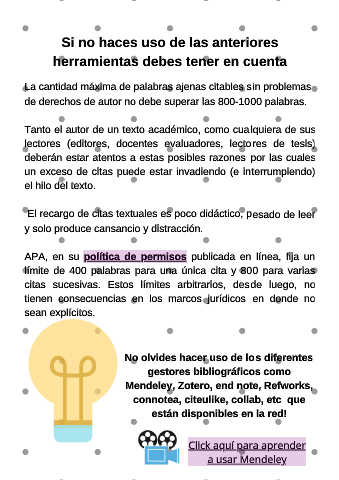 Si no haces uso de las anteriores
herramientas debes tener en cuenta
La cantidad máxima de palabras ajenas citables sin problemas
de derechos de autor no debe superar las 800-1000 palabras.
Tanto el autor de un texto académico, como cualquiera de sus
lectores (editores, docentes evaluadores, lectores de tesis)
deberán estar atentos a estas posibles razones por las cuales
un exceso de citas puede estar invadiendo (e interrumpiendo)
el hilo del texto.
El recargo de citas textuales es poco didáctico, pesado de leer
y solo produce cansancio y distracción.
APA, en su política de permisos publicada en línea, fija un
límite de 400 palabras para una única cita y 800 para varias
citas sucesivas. Estos límites arbitrarios, desde luego, no
tienen consecuencias en los marcos jurídicos en donde no
sean explícitos.
No olvides hacer uso de los diferentes
gestores bibliográficos como
Mendeley, Zotero, end note, Refworks,
connotea, citeulike, collab, etc que
están disponibles en la red!
Click aquí para aprender
a usar Mendeley